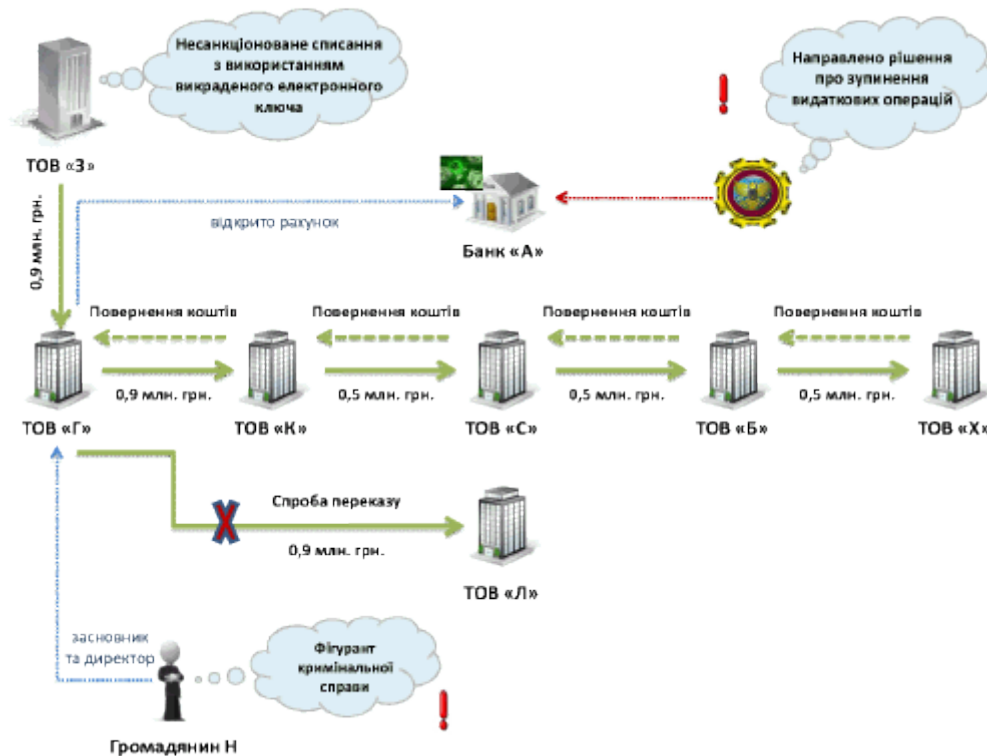 Несанкціоноване списання
з використанням
викраденого електронного
ключа
Направлено рішення
про зупинення
видаткових операцій
ТОВ «З»
0,9 млн. грн.
відкрито рахунок
Банк «А»
Повернення коштів
Повернення коштів
Повернення коштів
Повернення коштів
0,9 млн. грн.
0,5 млн. грн.
0,5 млн. грн.
0,5 млн. грн.
ТОВ «Г»
ТОВ «К»
ТОВ «С»
ТОВ «Б»
ТОВ «Х»
Спроба переказу
0,9 млн. грн.
ТОВ «Л»
засновник
та директор
Фігурант
кримінальної
справи
Громадянин Н